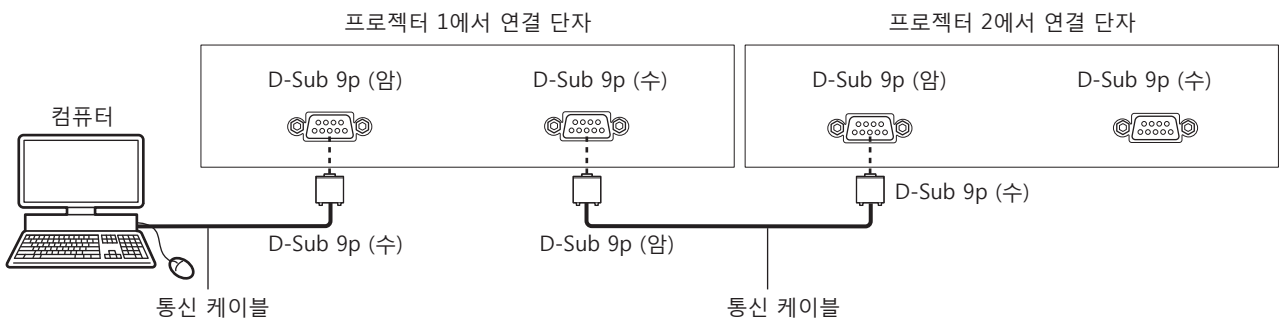 프로젝터 1에서 연결 단자
프로젝터 2에서 연결 단자
D-Sub 9p (암)
D-Sub 9p (수)
D-Sub 9p (암)
D-Sub 9p (수)
컴퓨터
D-Sub 9p (수)
D-Sub 9p (수)
D-Sub 9p (암)
통신 케이블
통신 케이블